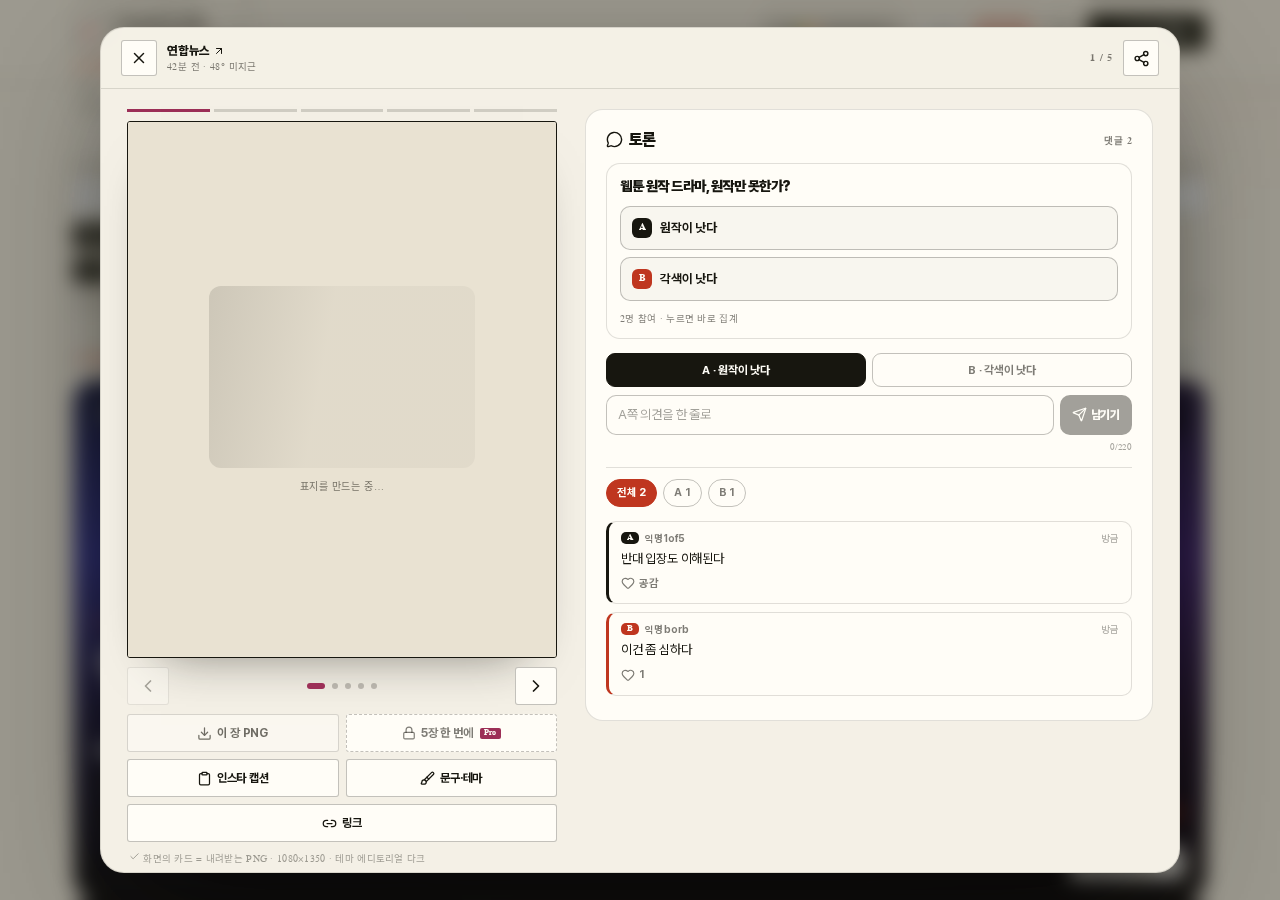 연합뉴스
42분 전 · 48° 미지근
1 / 5
표지를 만드는 중…
이 장 PNG
5장 한 번에 Pro
인스타 캡션
문구·테마
링크
화면의 카드 = 내려받는 PNG · 1080×1350 · 테마 에디토리얼 다크
토론
댓글 2
웹툰 원작 드라마, 원작만 못한가?
A 원작이 낫다
B 각색이 낫다
2명 참여 · 누르면 바로 집계
A · 원작이 낫다
B · 각색이 낫다
A쪽 의견을 한 줄로
남기기
0/220
전체 2
A 1
B 1
A 익명1of5
방금
반대 입장도 이해된다
공감
B 익명borb
방금
이건 좀 심하다
1